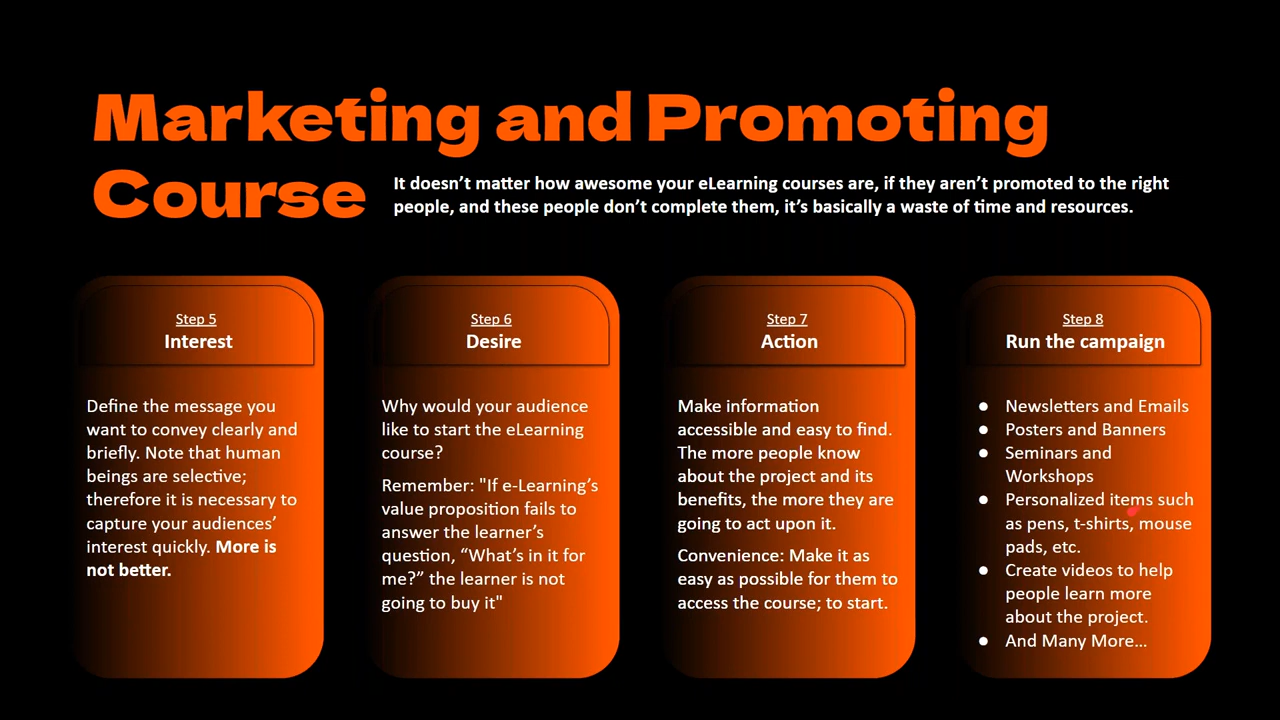 Marketing and Promoting
Course
It doesn’t matter how awesome your eLearning courses are, if they aren’t promoted to the right
people, and these people don’t complete them, it’s basically a waste of time and resources.
Step 5
Interest
Define the message you
want to convey clearly and
briefly. Note that human
beings are selective;
therefore it is necessary to
capture your audiences’
interest quickly. More is
not better.
Step 6
Desire
Why would your audience
like to start the eLearning
course?
Remember: "If e-Learning’s
value proposition fails to
answer the learner’s
question, “What’s in it for
me?” the learner is not
going to buy it"
Step 7
Action
Make information
accessible and easy to find.
The more people know
about the project and its
benefits, the more they are
going to act upon it.
Convenience: Make it as
easy as possible for them to
access the course; to start.
Step 8
Run the campaign
● Newsletters and Emails
● Posters and Banners
● Seminars and
Workshops
● Personalized items such
as pens, t-shirts, mouse
pads, etc.
● Create videos to help
people learn more
about the project.
● And Many More…